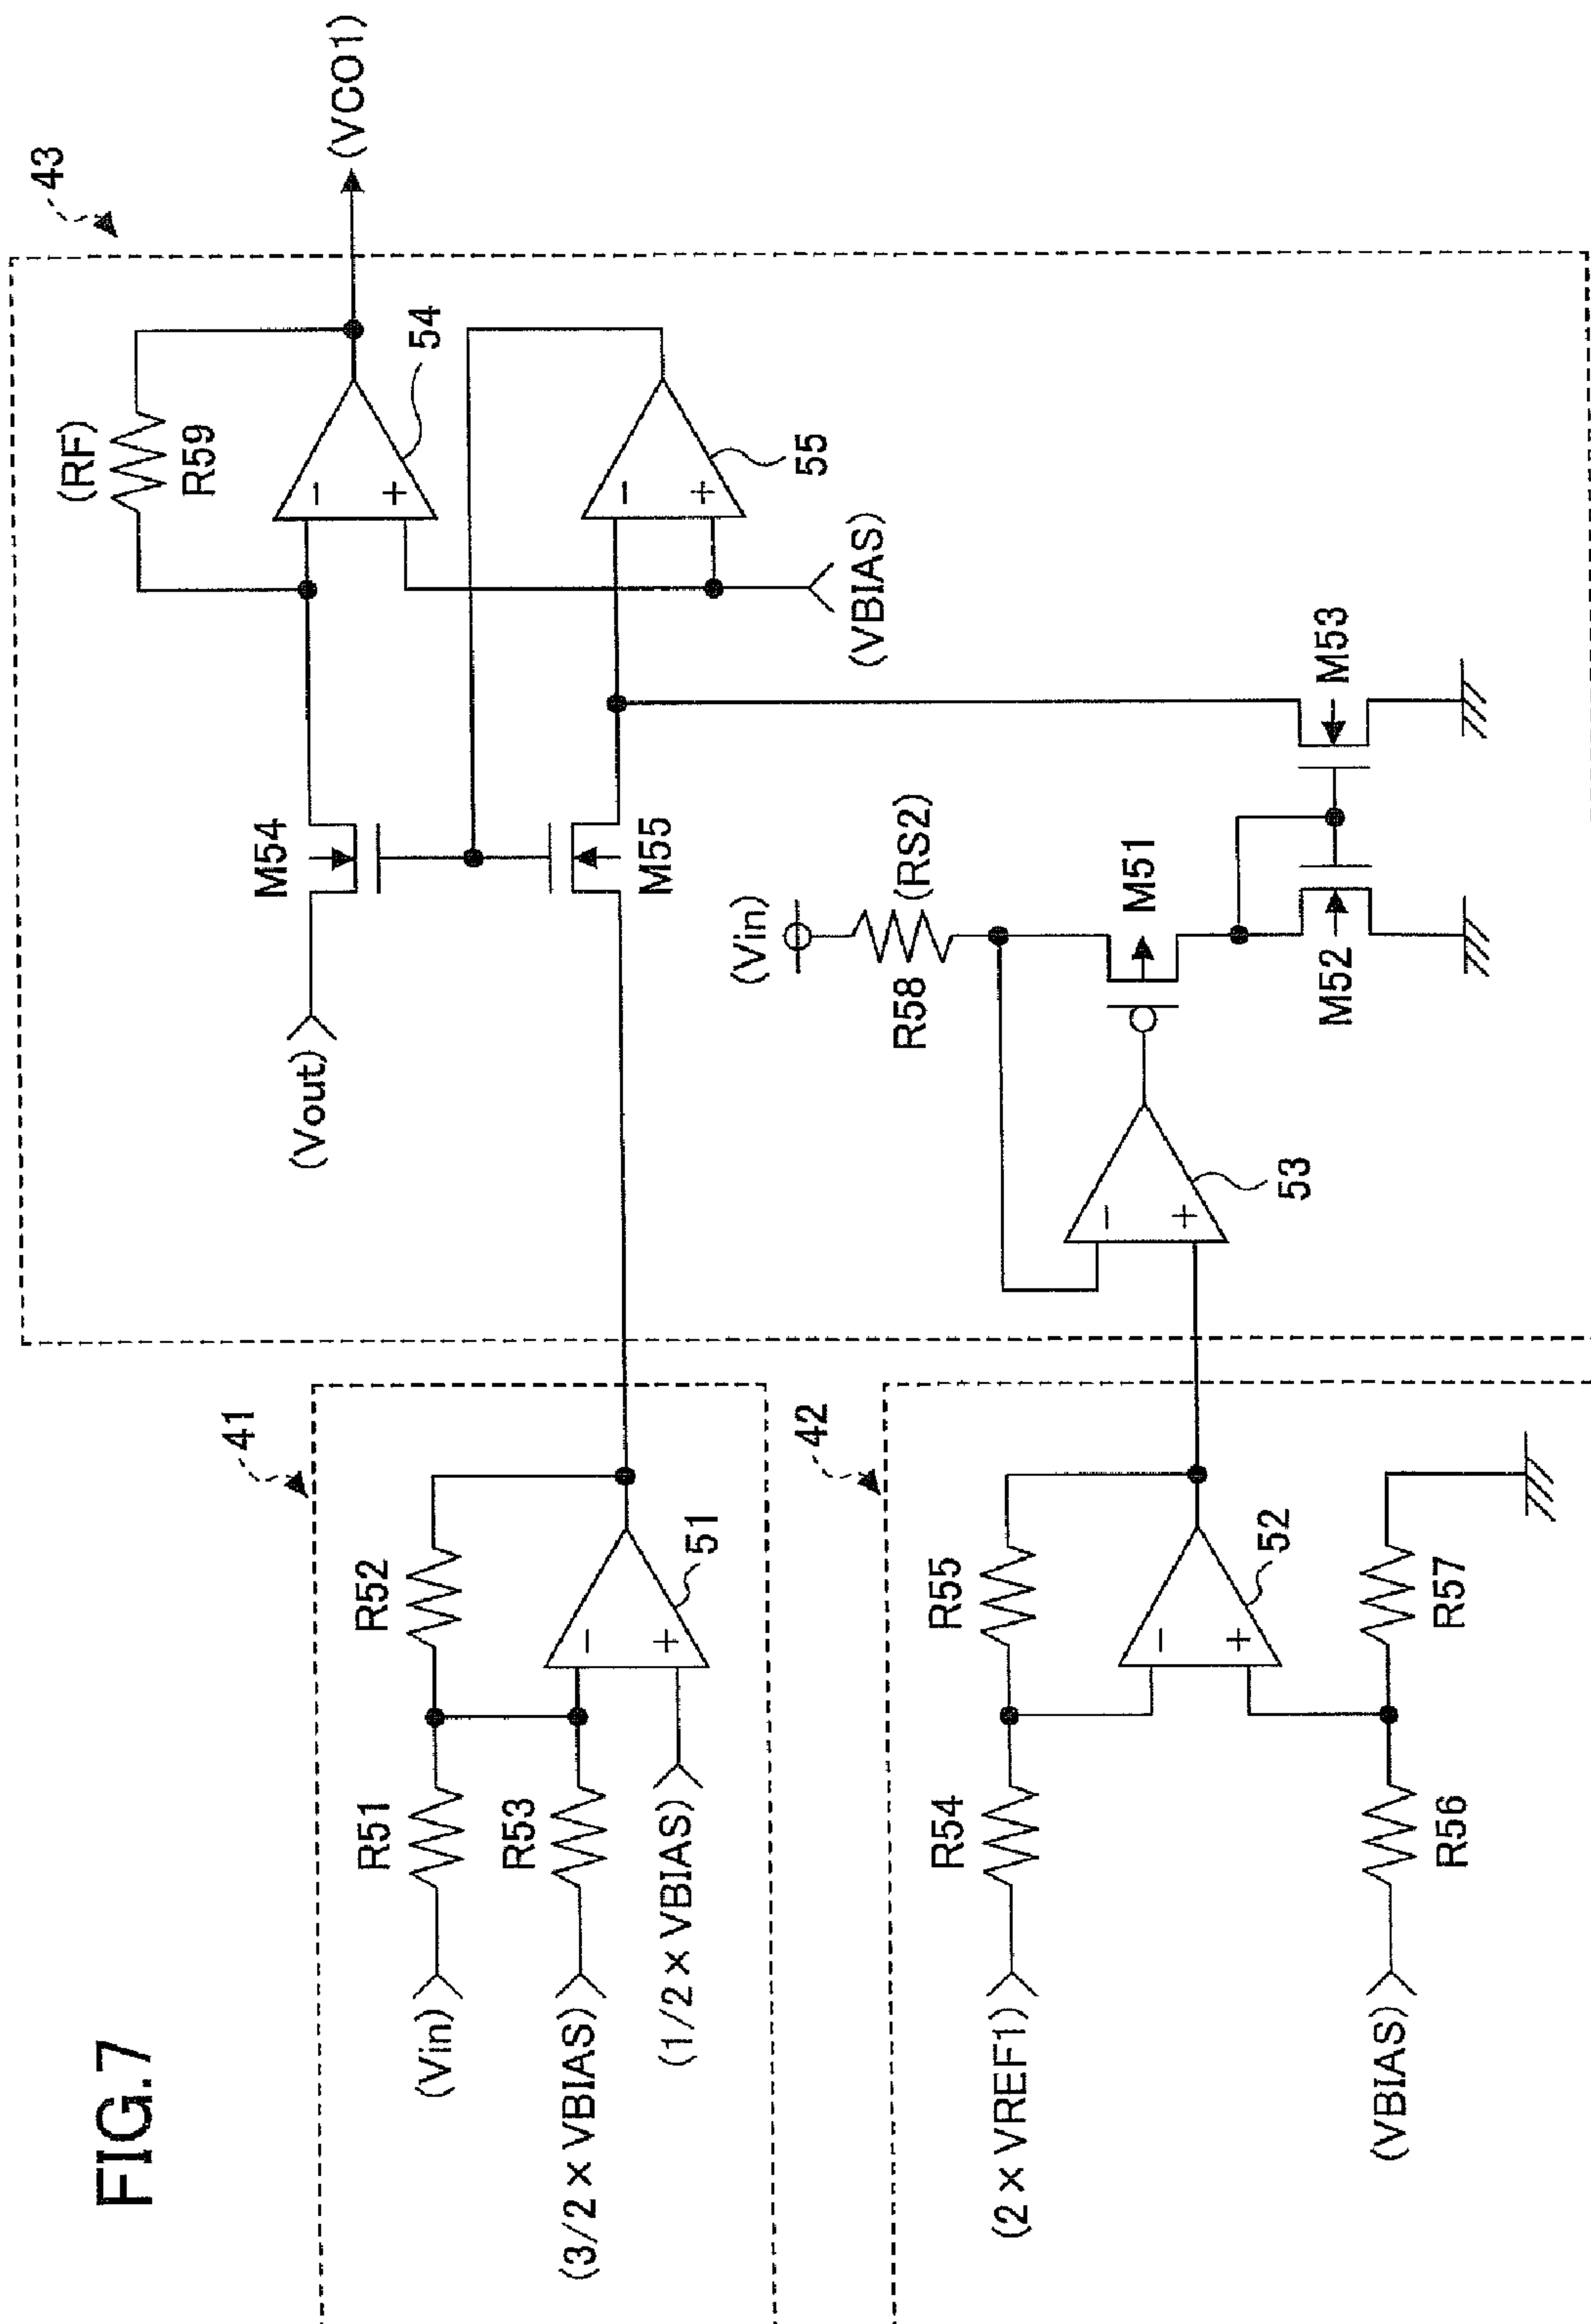 FIG.7
41
(Vin)
R51
R52
(3/2 × VBIAS)
R53
−
+
51
(1/2 × VBIAS)
42
(2 × VREF1)
R54
R55
−
+
52
(VBIAS)
R56
R57
43
(Vout)
M54
(RF)
R59
−
+
54
(VCO1)
M55
−
+
55
(VBIAS)
(Vin)
R58
(RS2)
−
+
53
M51
M52
M53